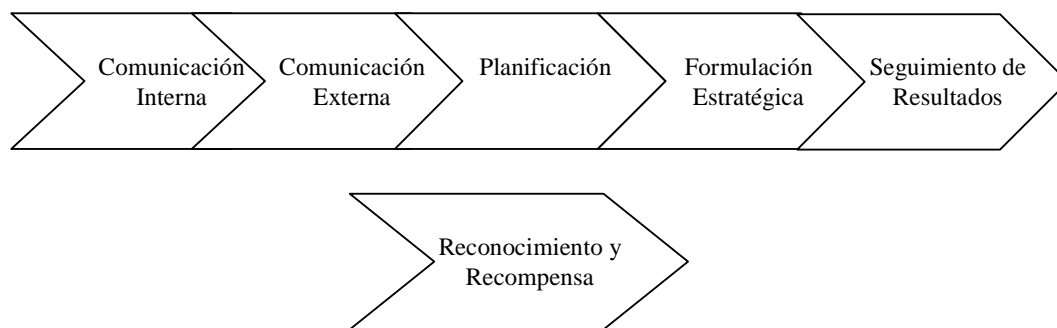 Comunicación
Interna
Comunicación
Externa
Planificación
Formulación
Estratégica
Seguimiento de
Resultados
Reconocimiento y
Recompensa